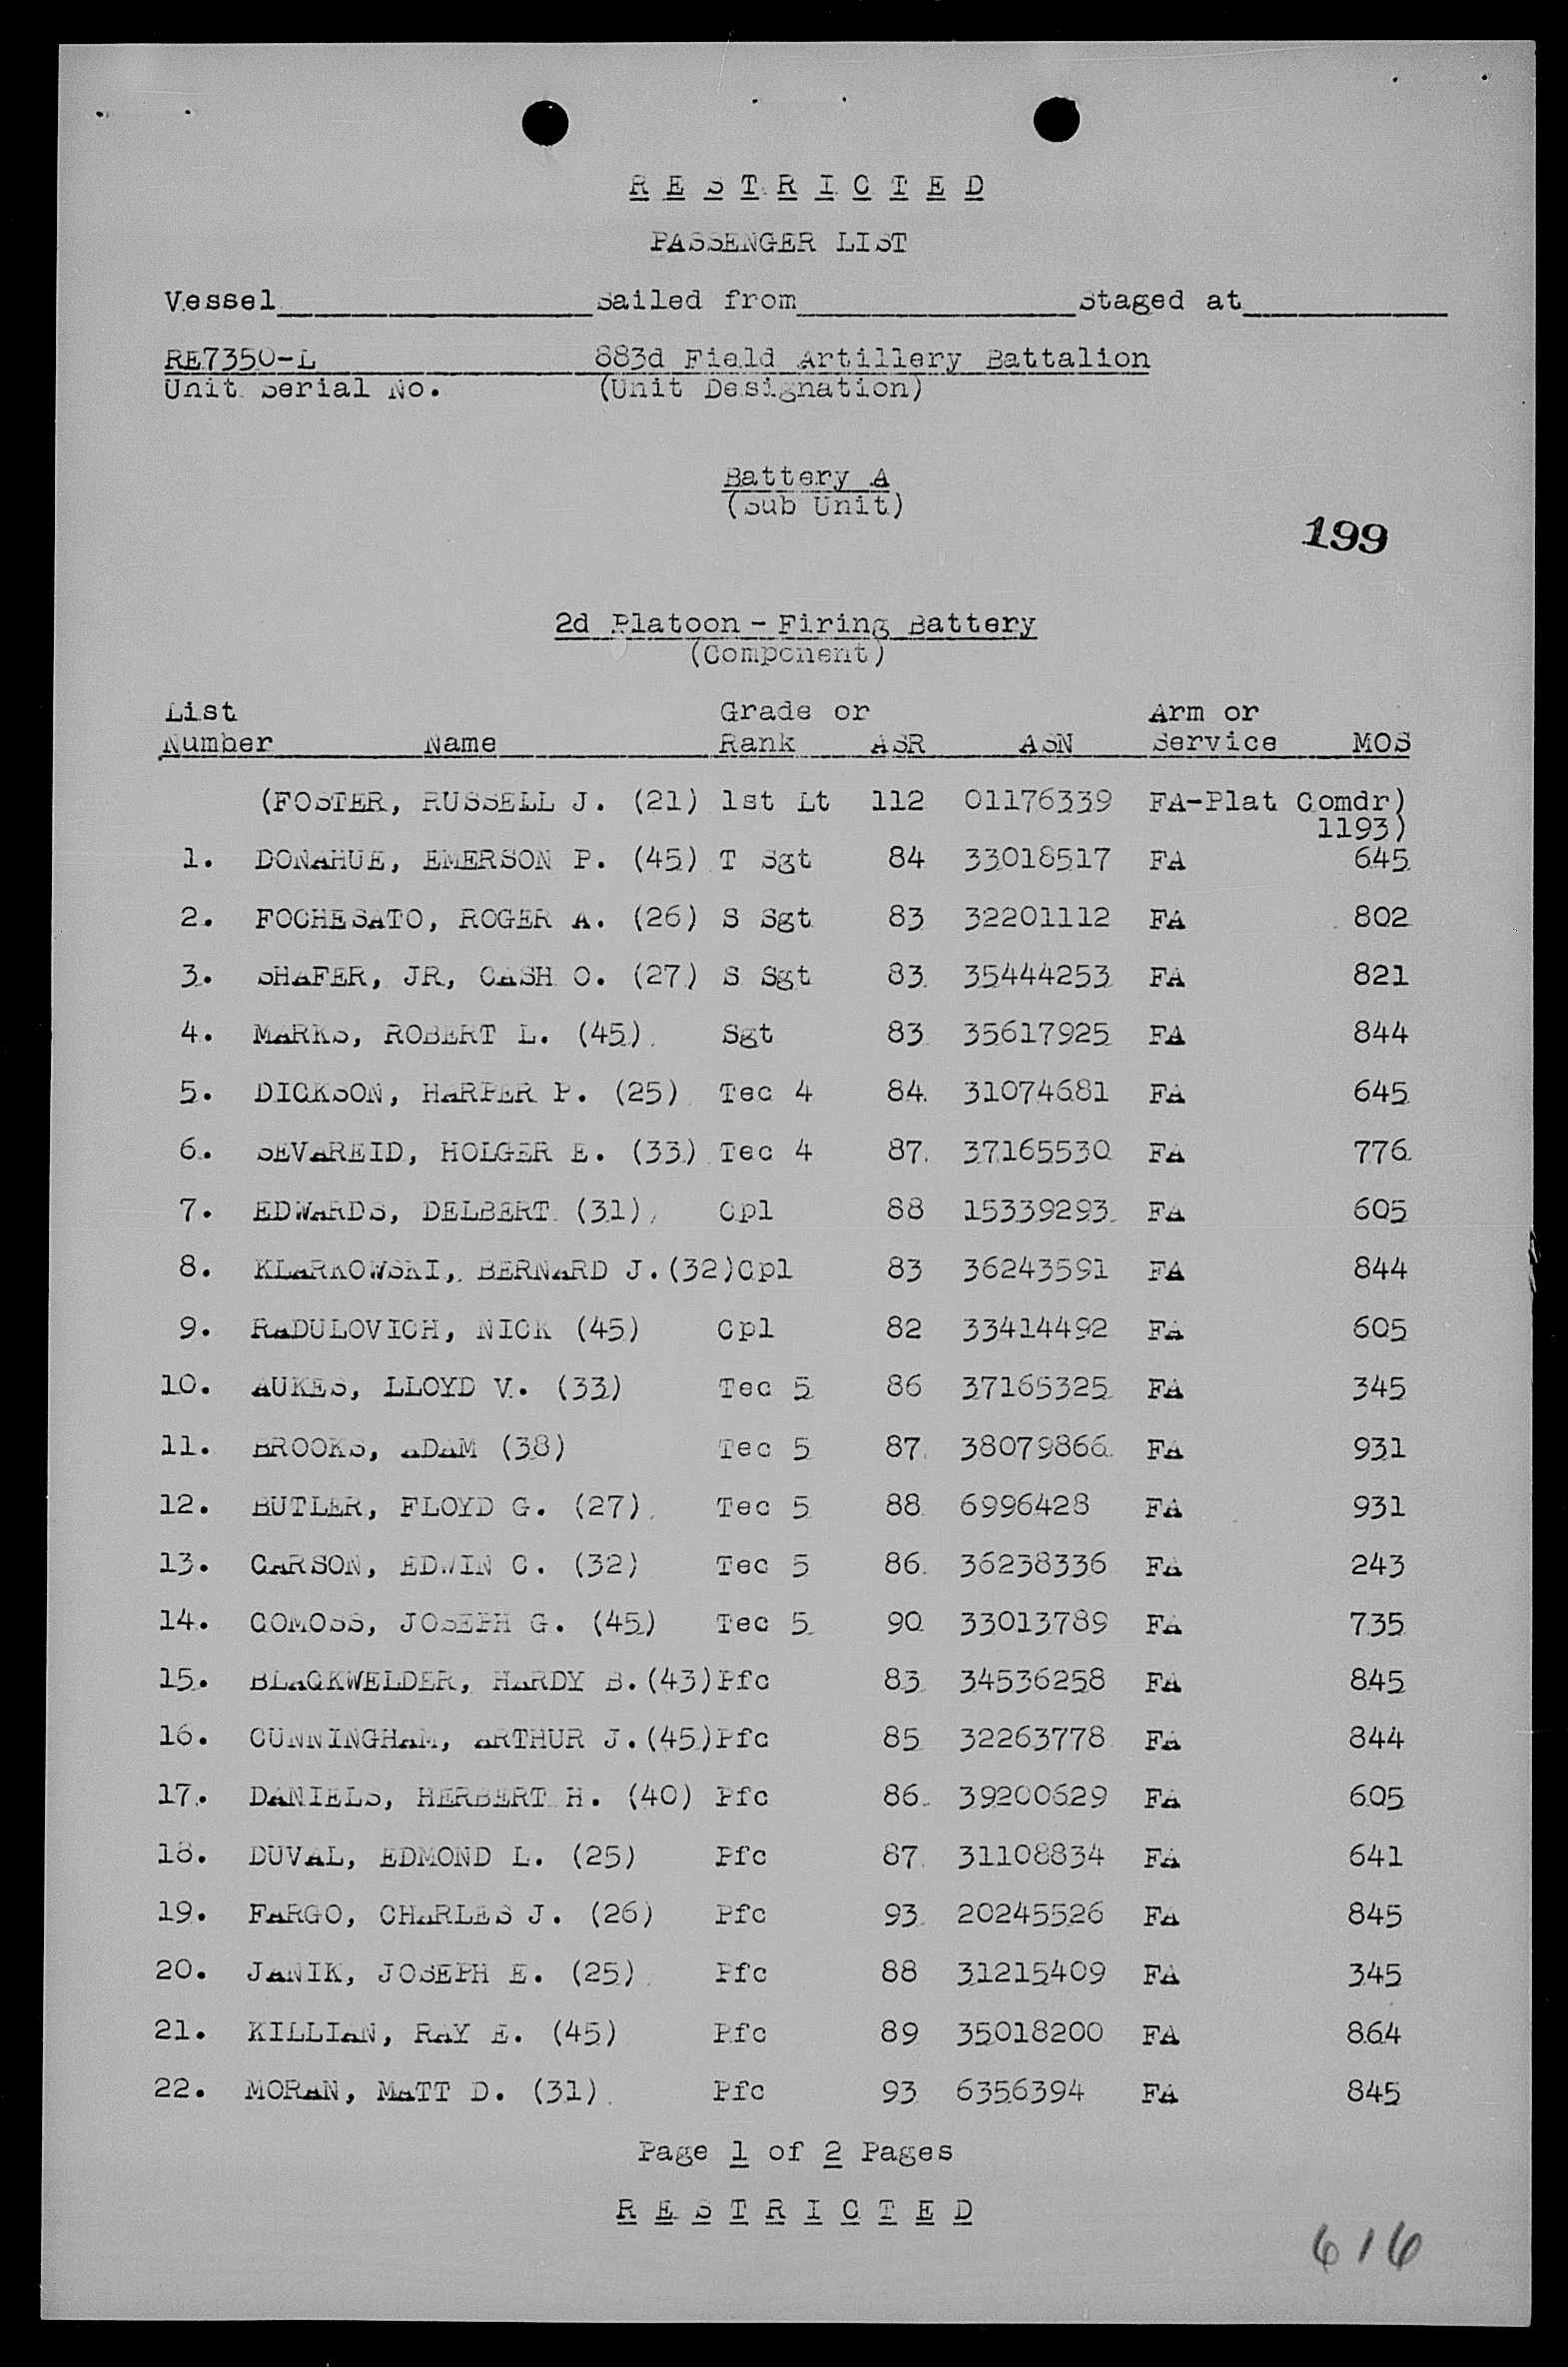 R E S T R I C T E D
PASSENGER LIST
Vessel Sailed from Staged at
RE7350-L 883d Field Artillery Battalion
Unit Serial No. (Unit Designation)
Battery A
(Sub Unit)
199
2d Platoon - Firing Battery
(Component)
List Grade or Arm or
Number Name Rank ASR ASN Service MOS
(FOSTER, RUSSELL J. (21) 1st Lt 112 01176339 FA-Plat Comdr)
1193)
1. DONAHUE, EMERSON P. (45) T Sgt 84 33018517 FA 645
2. FOCHESATO, ROGER A. (26) S Sgt 83 32201112 FA 802
3. SHAFER, JR, CASH O. (27) S Sgt 83 35444253 FA 821
4. MARKS, ROBERT L. (45) Sgt 83 35617925 FA 844
5. DICKSON, HARPER P. (25) Tec 4 84 31074681 FA 645
6. SEVAREID, HOLGER E. (33) Tec 4 87 37165530 FA 776
7. EDWARDS, DELBERT (31) Cpl 88 15339293 FA 605
8. KLARKOWSKI, BERNARD J.(32)Cpl 83 36243591 FA 844
9. RADULOVICH, NICK (45) Cpl 82 33414492 FA 605
10. AUKES, LLOYD V. (33) Tec 5 86 37165325 FA 345
11. BROOKS, ADAM (38) Tec 5 87 38079866 FA 931
12. BUTLER, FLOYD G. (27) Tec 5 88 6996428 FA 931
13. CARSON, EDWIN C. (32) Tec 5 86 36238336 FA 243
14. COMOSS, JOSEPH G. (45) Tec 5 90 33013789 FA 735
15. BLACKWELDER, HARDY B.(43)Pfc 83 34536258 FA 845
16. CUNNINGHAM, ARTHUR J.(45)Pfc 85 32263778 FA 844
17. DANIELS, HERBERT H. (40) Pfc 86 39200629 FA 605
18. DUVAL, EDMOND L. (25) Pfc 87 31108834 FA 641
19. FARGO, CHARLES J. (26) Pfc 93 20245526 FA 845
20. JANIK, JOSEPH E. (25) Pfc 88 31215409 FA 345
21. KILLIAN, RAY E. (45) Pfc 89 35018200 FA 864
22. MORAN, MATT D. (31) Pfc 93 6356394 FA 845
Page 1 of 2 Pages
R E S T R I C T E D
616